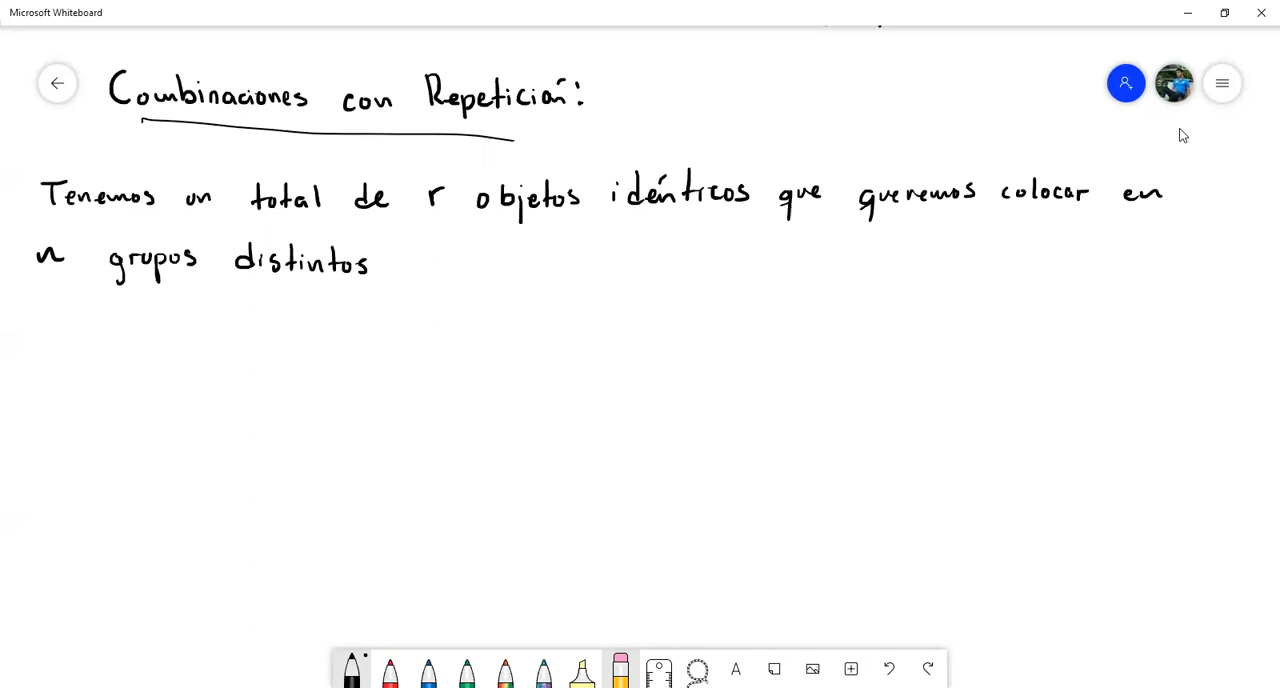 Microsoft Whiteboard
Combinaciones con Repetición:
Tenemos un total de r objetos idénticos que queremos colocar en
n grupos distintos